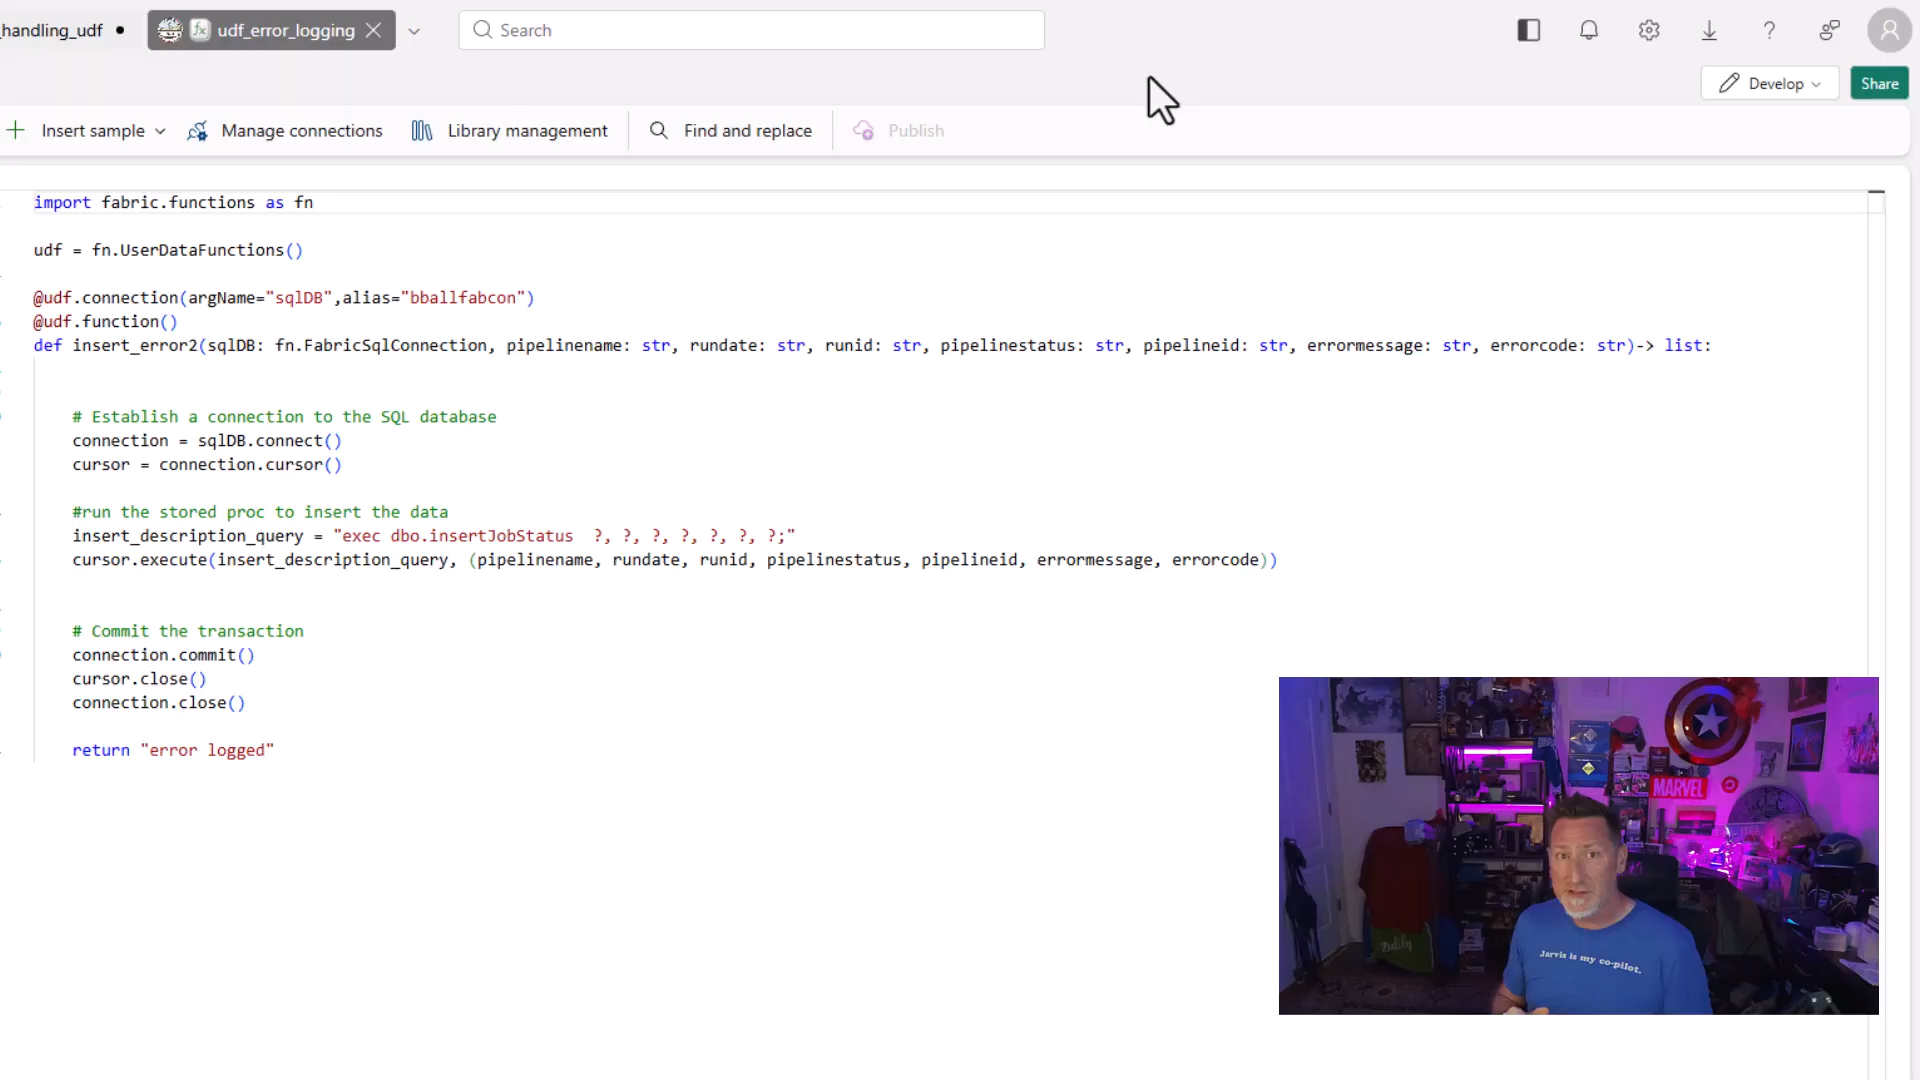 _handling_udf
udf_error_logging
Search
Develop
Share
Insert sample
Manage connections
Library management
Find and replace
Publish
import fabric.functions as fn
udf = fn.UserDataFunctions()
@udf.connection(argName="sqlDB",alias="bballfabcon")
@udf.function()
def insert_error2(sqlDB: fn.FabricSqlConnection, pipelinename: str, rundate: str, runid: str, pipelinestatus: str, pipelineid: str, errormessage: str, errorcode: str)-> list:
# Establish a connection to the SQL database
connection = sqlDB.connect()
cursor = connection.cursor()
#run the stored proc to insert the data
insert_description_query = "exec dbo.insertJobStatus  ?, ?, ?, ?, ?, ?, ?;"
cursor.execute(insert_description_query, (pipelinename, rundate, runid, pipelinestatus, pipelineid, errormessage, errorcode))
# Commit the transaction
connection.commit()
cursor.close()
connection.close()
return "error logged"
MARVEL
zulily
Jarvis is my co-pilot.